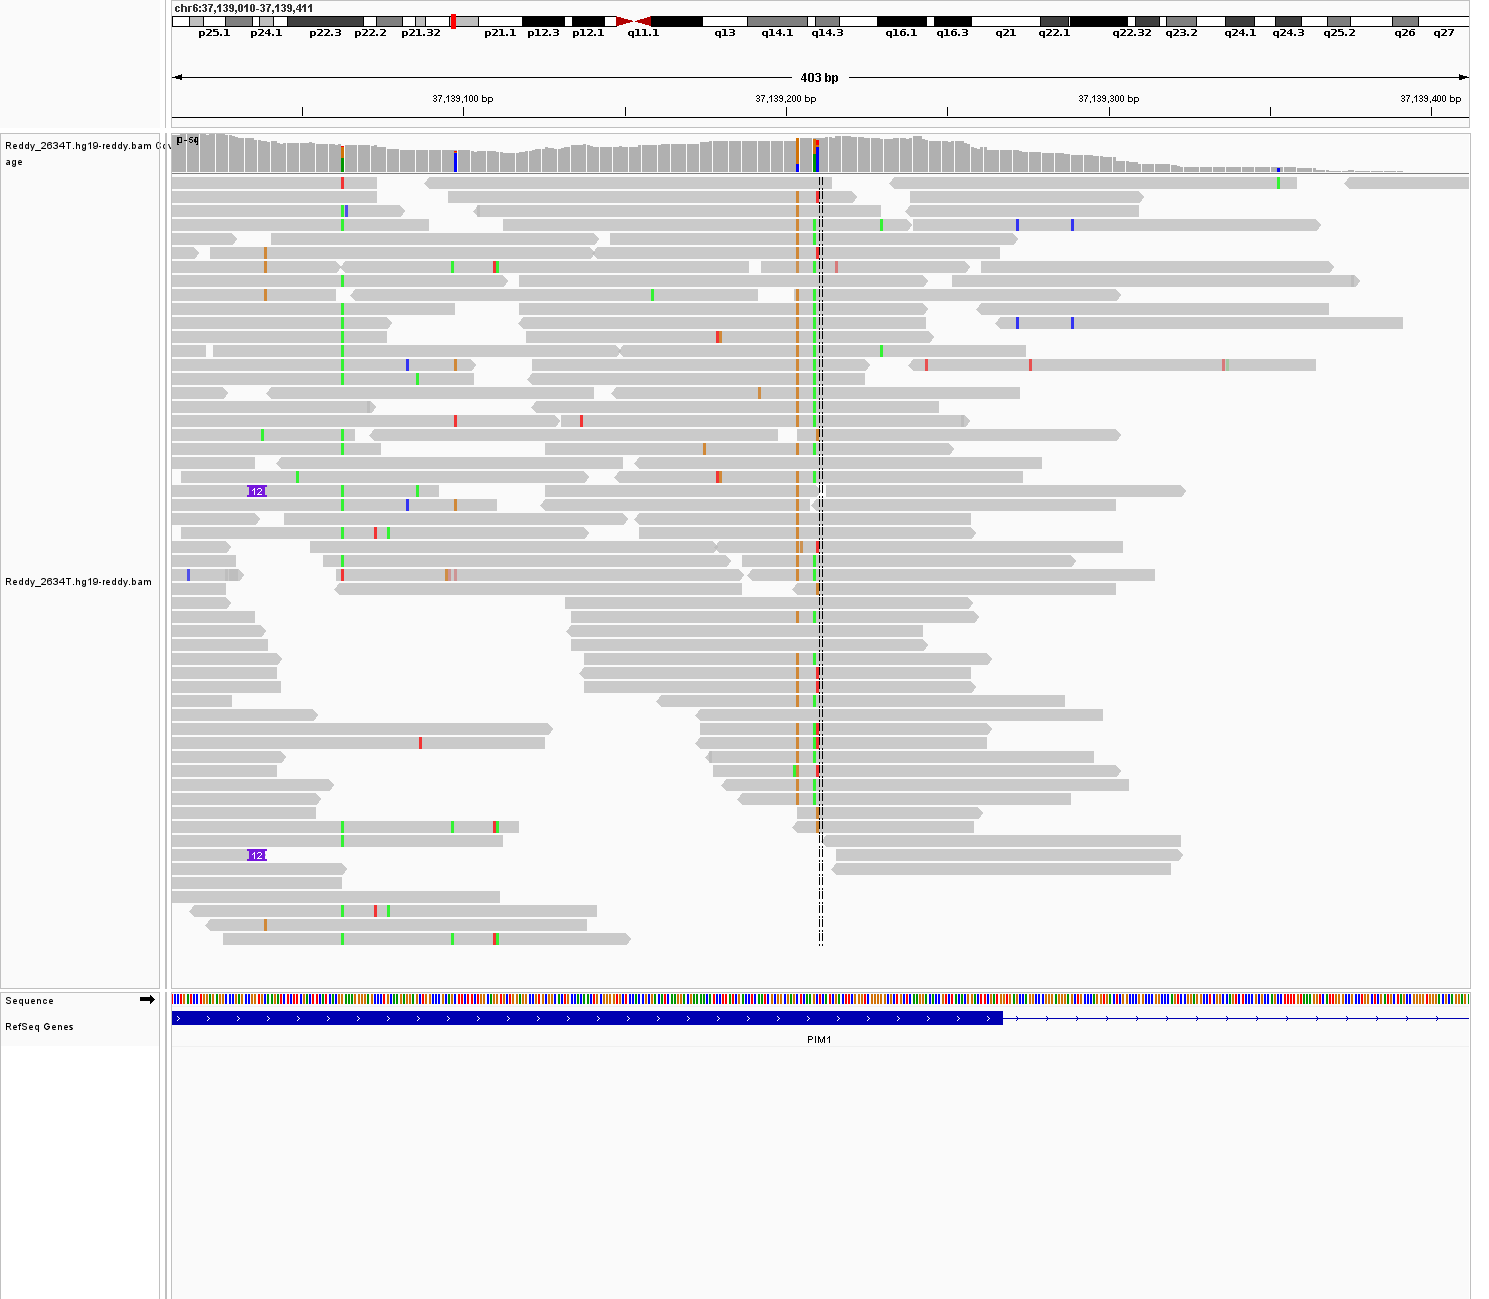 chr6:37,139,010-37,139,411
p25.1 p24.1 p22.3 p22.2 p21.32 p21.1 p12.3 p12.1 q11.1 q13 q14.1 q14.3 q16.1 q16.3 q21 q22.1 q22.32 q23.2 q24.1 q24.3 q25.2 q26 q27
403 bp
37,139,100 bp 37,139,200 bp 37,139,300 bp 37,139,400 bp
Reddy_2634T.hg19-reddy.bam Cov
age
12
12
Reddy_2634T.hg19-reddy.bam
Sequence
RefSeq Genes
PIM1